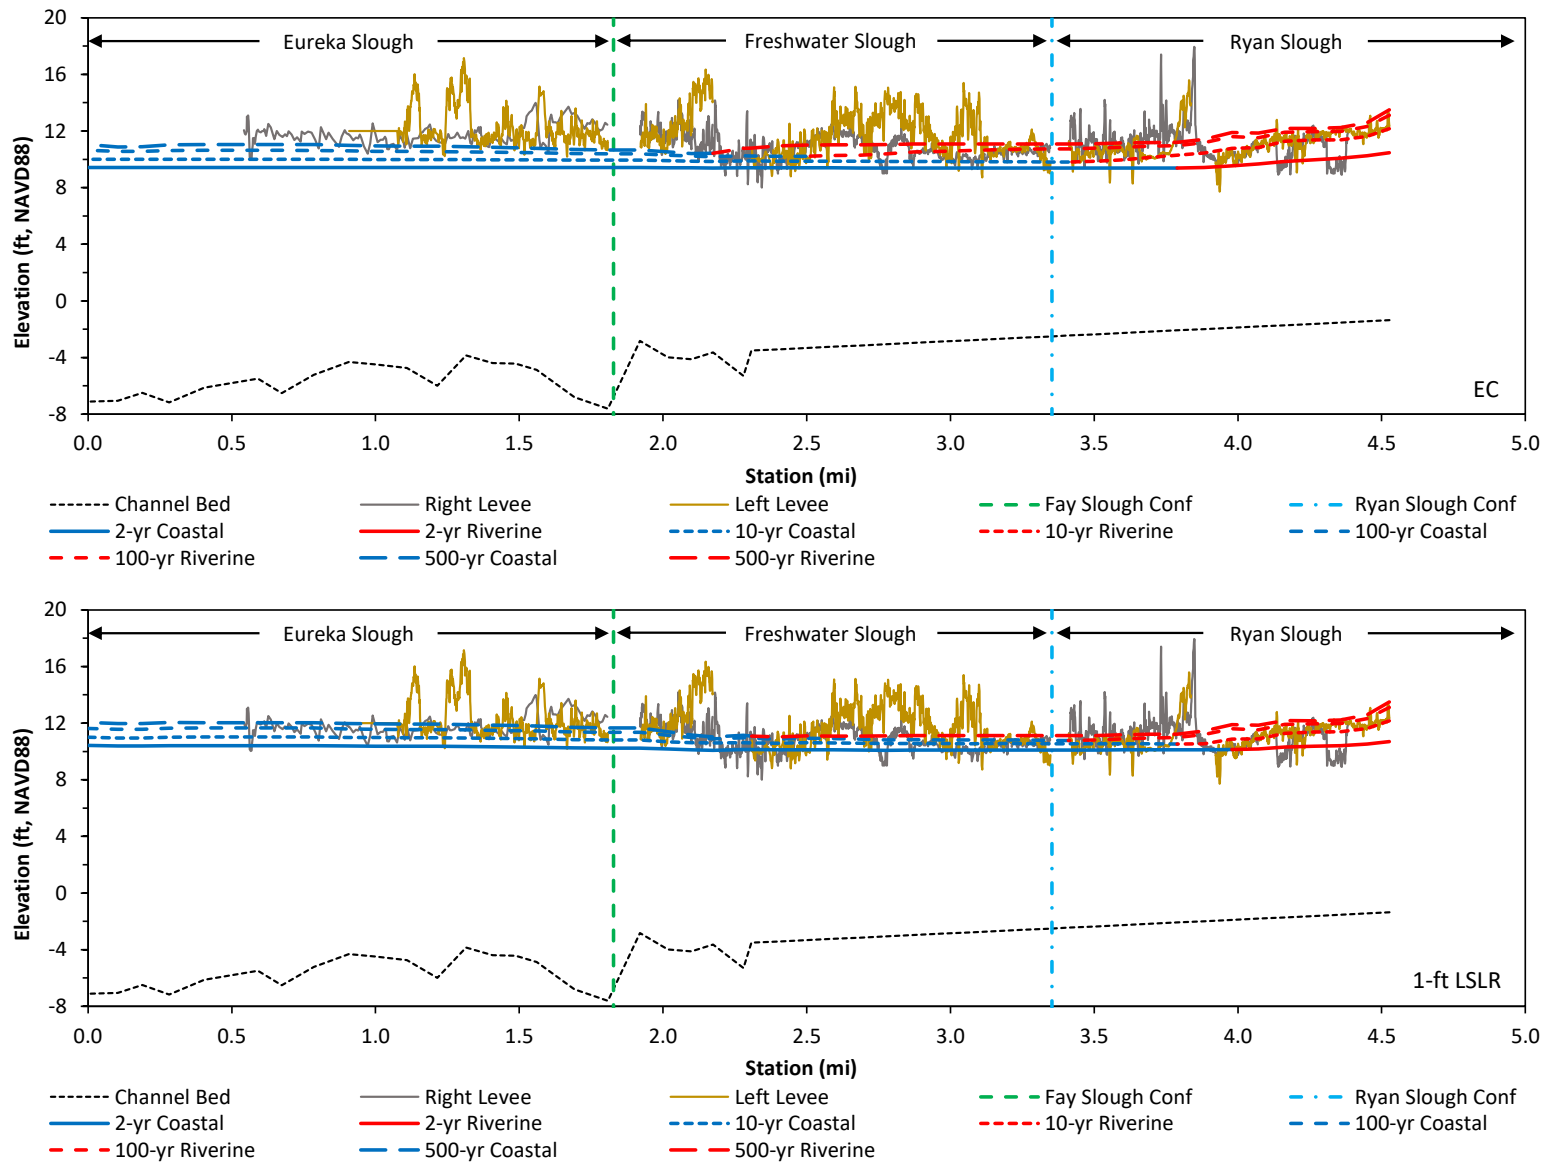 20
16
12
8
4
0
-4
-8
Elevation (ft, NAVD88)
Eureka Slough
Freshwater Slough
Ryan Slough
EC
0.0 0.5 1.0 1.5 2.0 2.5 3.0 3.5 4.0 4.5 5.0
Station (mi)
Channel Bed Right Levee Left Levee Fay Slough Conf Ryan Slough Conf
2-yr Coastal 2-yr Riverine 10-yr Coastal 10-yr Riverine 100-yr Coastal
100-yr Riverine 500-yr Coastal 500-yr Riverine
20
16
12
8
4
0
-4
-8
Elevation (ft, NAVD88)
Eureka Slough
Freshwater Slough
Ryan Slough
1-ft LSLR
0.0 0.5 1.0 1.5 2.0 2.5 3.0 3.5 4.0 4.5 5.0
Station (mi)
Channel Bed Right Levee Left Levee Fay Slough Conf Ryan Slough Conf
2-yr Coastal 2-yr Riverine 10-yr Coastal 10-yr Riverine 100-yr Coastal
100-yr Riverine 500-yr Coastal 500-yr Riverine